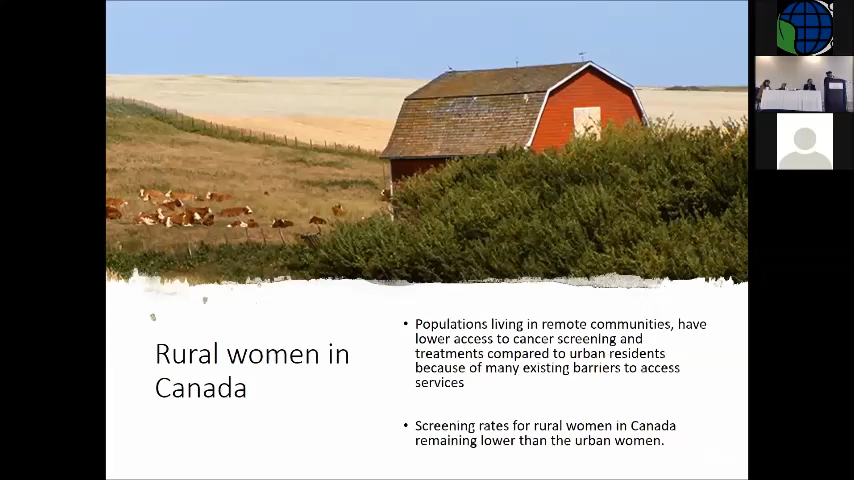 Rural women in
Canada
• Populations living in remote communities, have
lower access to cancer screening and
treatments compared to urban residents
because of many existing barriers to access
services
• Screening rates for rural women in Canada
remaining lower than the urban women.